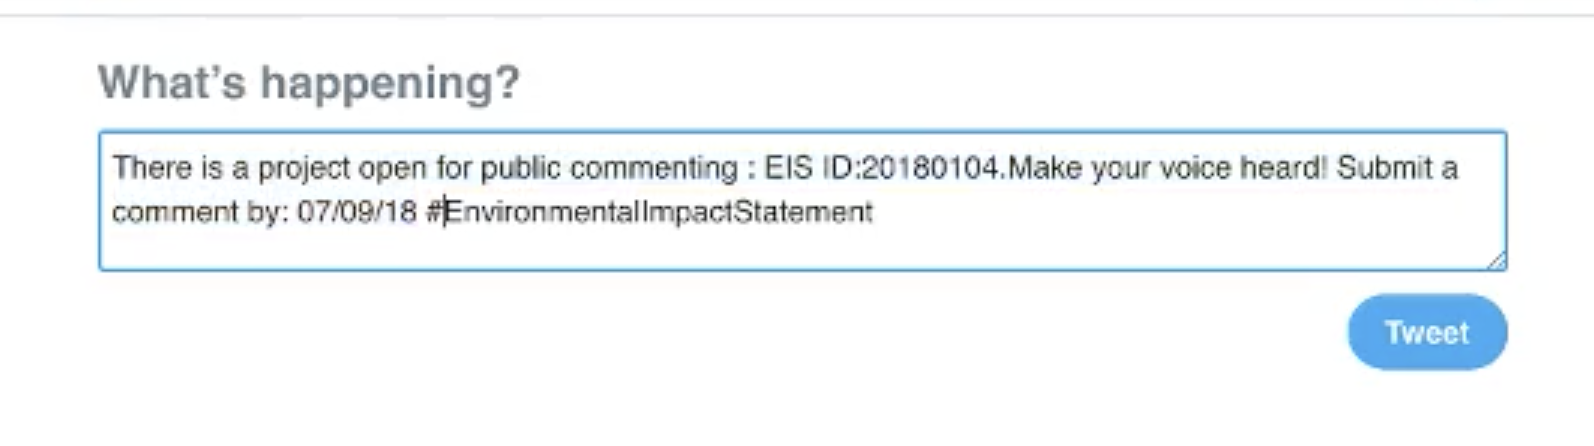 What's happening?
There is a project open for public commenting : EIS ID:20180104.Make your voice heard! Submit a
comment by: 07/09/18 #EnvironmentalImpactStatement
Tweet